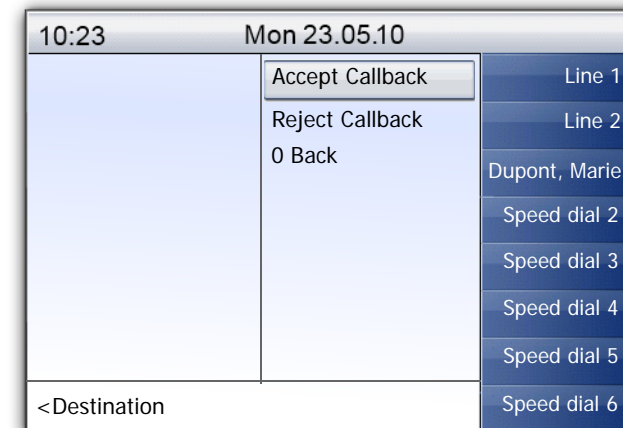 10:23 Mon 23.05.10
Accept Callback
Reject Callback
0 Back
<Destination
Line 1
Line 2
Dupont, Marie
Speed dial 2
Speed dial 3
Speed dial 4
Speed dial 5
Speed dial 6